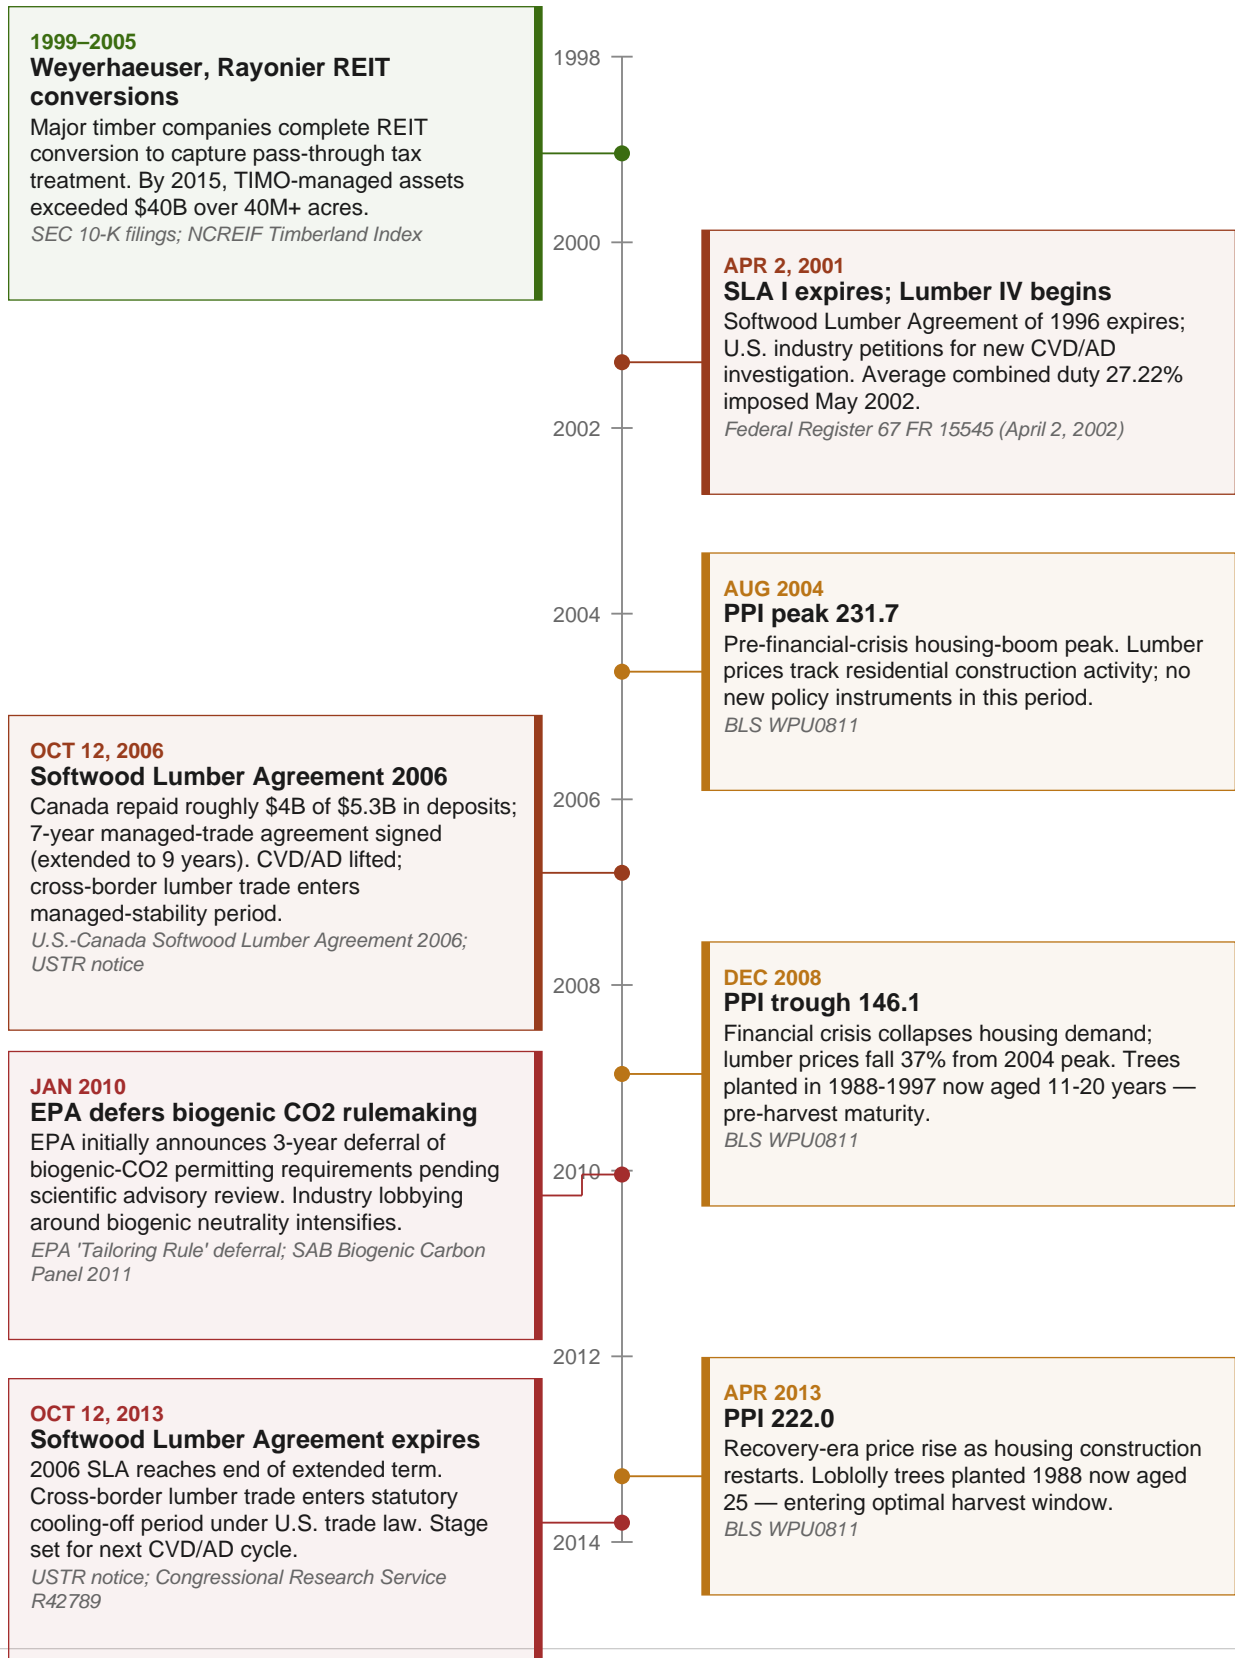 1999–2005
Weyerhaeuser, Rayonier REIT
conversions
Major timber companies complete REIT
conversion to capture pass-through tax
treatment. By 2015, TIMO-managed assets
exceeded $40B over 40M+ acres.
SEC 10-K filings; NCREIF Timberland Index
1998
2000
APR 2, 2001
SLA I expires; Lumber IV begins
Softwood Lumber Agreement of 1996 expires;
U.S. industry petitions for new CVD/AD
investigation. Average combined duty 27.22%
imposed May 2002.
Federal Register 67 FR 15545 (April 2, 2002)
2002
AUG 2004
PPI peak 231.7
Pre-financial-crisis housing-boom peak. Lumber
prices track residential construction activity; no
new policy instruments in this period.
BLS WPU0811
2004
OCT 12, 2006
Softwood Lumber Agreement 2006
Canada repaid roughly $4B of $5.3B in deposits;
7-year managed-trade agreement signed
(extended to 9 years). CVD/AD lifted;
cross-border lumber trade enters
managed-stability period.
U.S.-Canada Softwood Lumber Agreement 2006;
USTR notice
2006
2008
DEC 2008
PPI trough 146.1
Financial crisis collapses housing demand;
lumber prices fall 37% from 2004 peak. Trees
planted in 1988-1997 now aged 11-20 years —
pre-harvest maturity.
BLS WPU0811
JAN 2010
EPA defers biogenic CO2 rulemaking
EPA initially announces 3-year deferral of
biogenic-CO2 permitting requirements pending
scientific advisory review. Industry lobbying
around biogenic neutrality intensifies.
EPA 'Tailoring Rule' deferral; SAB Biogenic Carbon
Panel 2011
2010
2012
APR 2013
PPI 222.0
Recovery-era price rise as housing construction
restarts. Loblolly trees planted 1988 now aged
25 — entering optimal harvest window.
BLS WPU0811
OCT 12, 2013
Softwood Lumber Agreement expires
2006 SLA reaches end of extended term.
Cross-border lumber trade enters statutory
cooling-off period under U.S. trade law. Stage
set for next CVD/AD cycle.
USTR notice; Congressional Research Service
R42789
2014